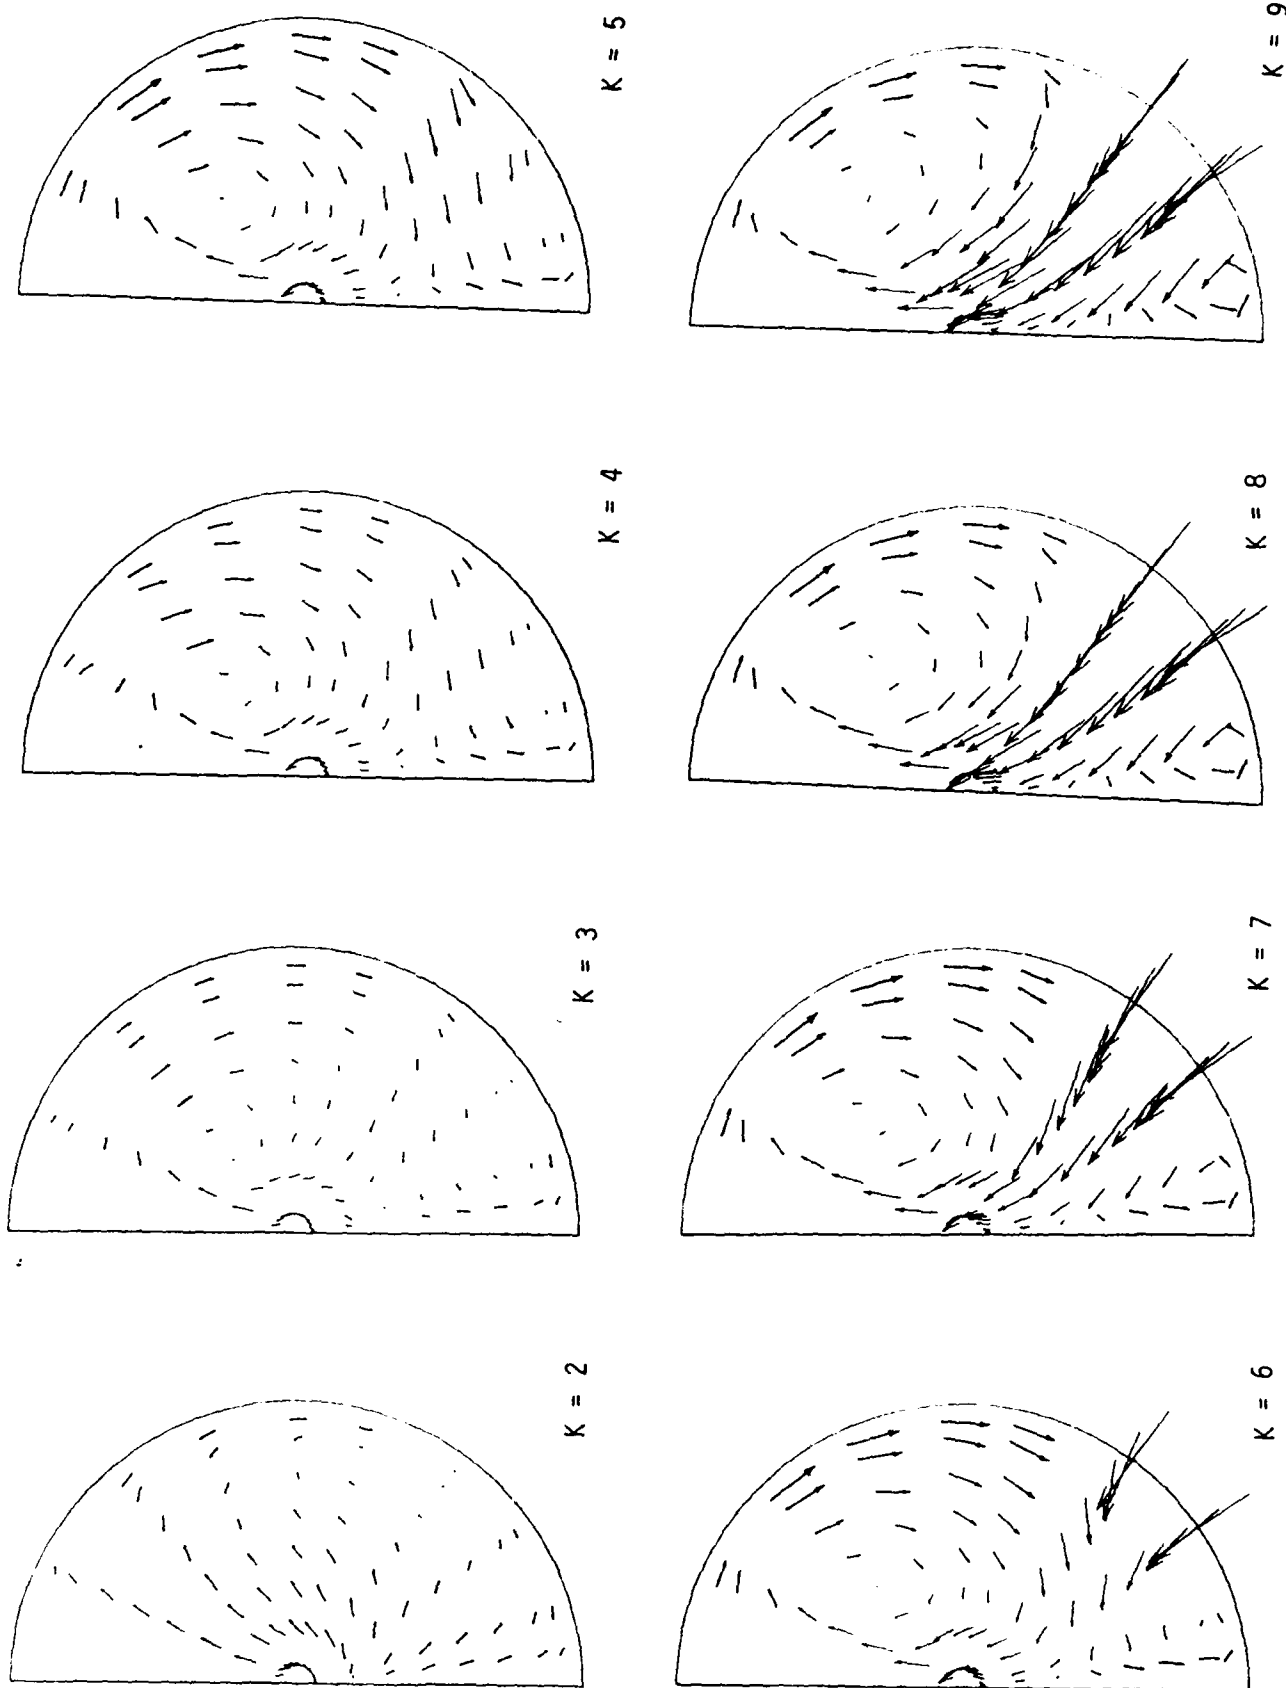 K = 2
K = 3
K = 4
K = 5
K = 6
K = 7
K = 8
K = 9